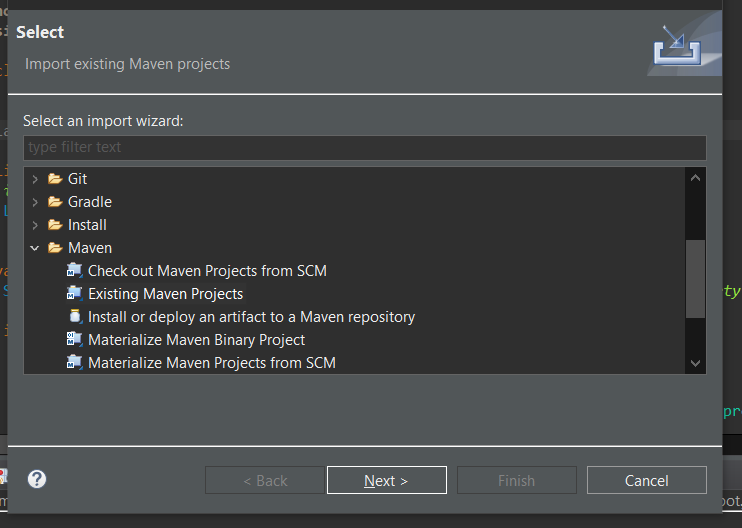 Select
Import existing Maven projects
Select an import wizard:
type filter text
Git
Gradle
Install
Maven
Check out Maven Projects from SCM
Existing Maven Projects
Install or deploy an artifact to a Maven repository
Materialize Maven Binary Project
Materialize Maven Projects from SCM
< Back
Next >
Finish
Cancel